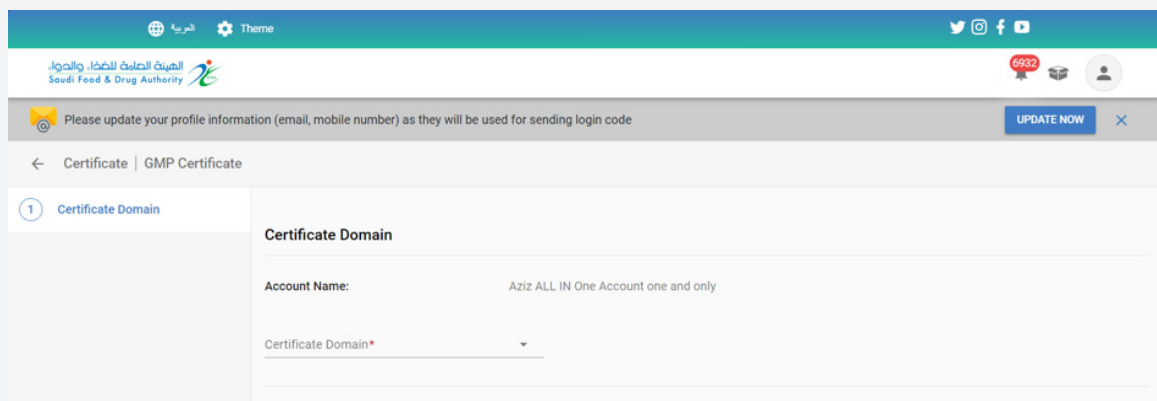 العربية Theme
الهيئة العامة للغذاء والدواء
Saudi Food & Drug Authority
6932
Please update your profile information (email, mobile number) as they will be used for sending login code
UPDATE NOW
Certificate | GMP Certificate
1 Certificate Domain
Certificate Domain
Account Name: Aziz ALL IN One Account one and only
Certificate Domain*